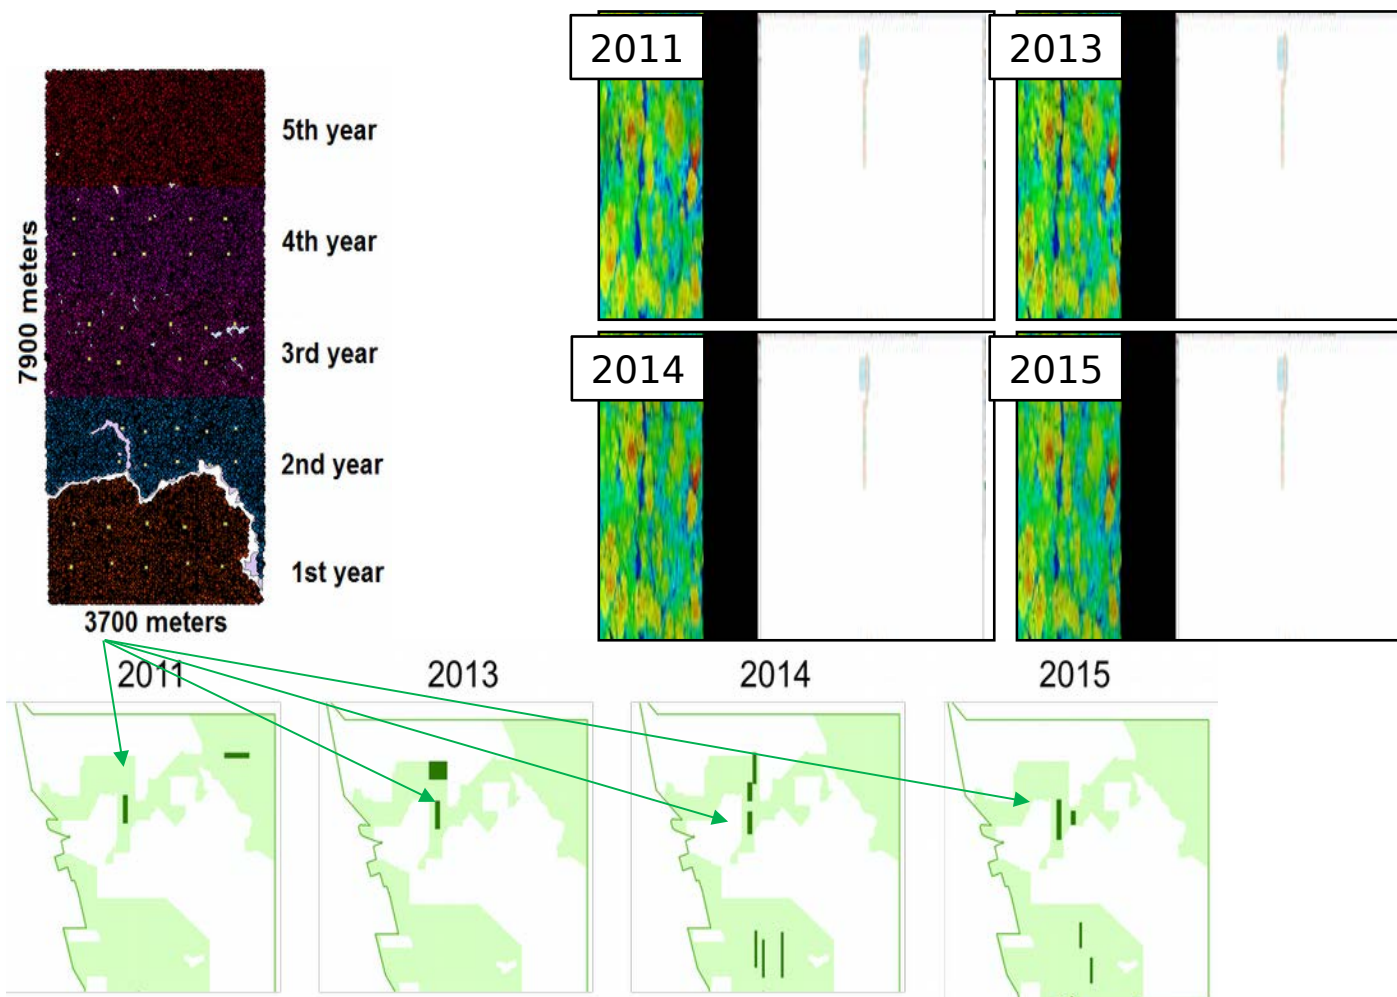 2011
2013
5th year
4th year
7900 meters
3rd year
2014
2015
2nd year
1st year
3700 meters
2011
2013
2014
2015